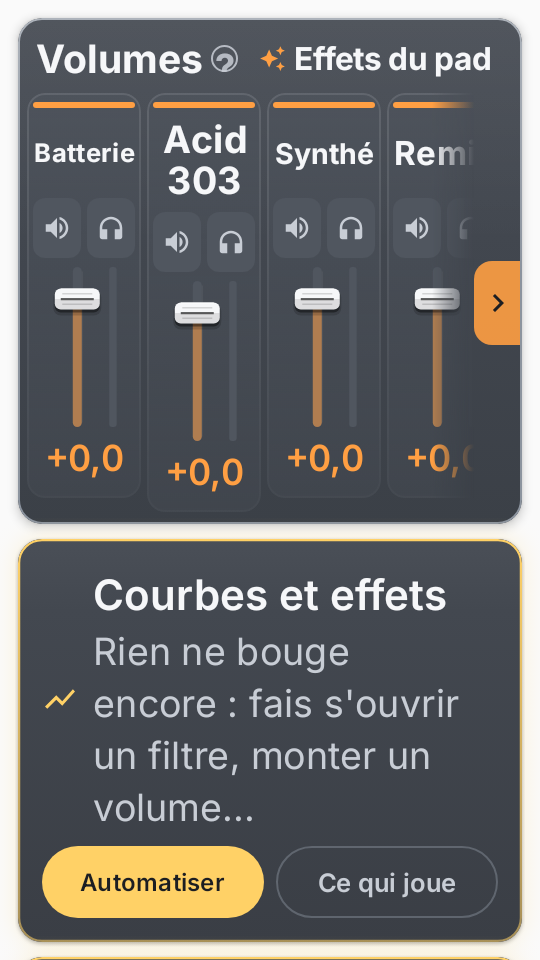 Volumes
Effets du pad
Batterie
Acid
303
Synthé
+0,0
+0,0
+0,0
Courbes et effets
Rien ne bouge
encore : fais s'ouvrir
un filtre, monter un
volume...
Automatiser
Ce qui joue